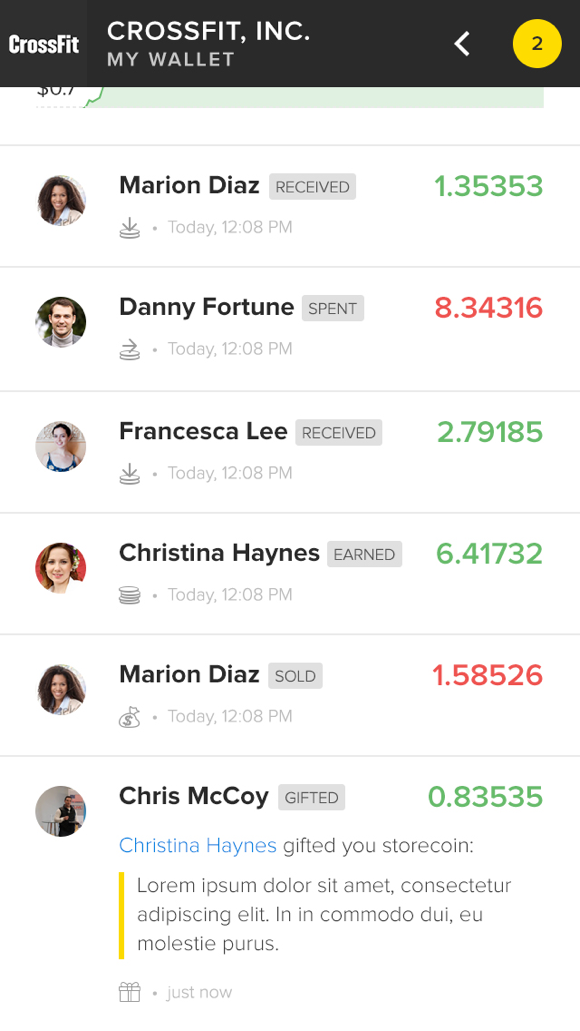 CrossFit
CROSSFIT, INC.
MY WALLET
2
$0.7
Marion Diaz RECEIVED 1.35353
• Today, 12:08 PM
Danny Fortune SPENT 8.34316
• Today, 12:08 PM
Francesca Lee RECEIVED 2.79185
• Today, 12:08 PM
Christina Haynes EARNED 6.41732
• Today, 12:08 PM
Marion Diaz SOLD 1.58526
• Today, 12:08 PM
Chris McCoy GIFTED 0.83535
Christina Haynes gifted you storecoin:
Lorem ipsum dolor sit amet, consectetur
adipiscing elit. In in commodo dui, eu
molestie purus.
• just now